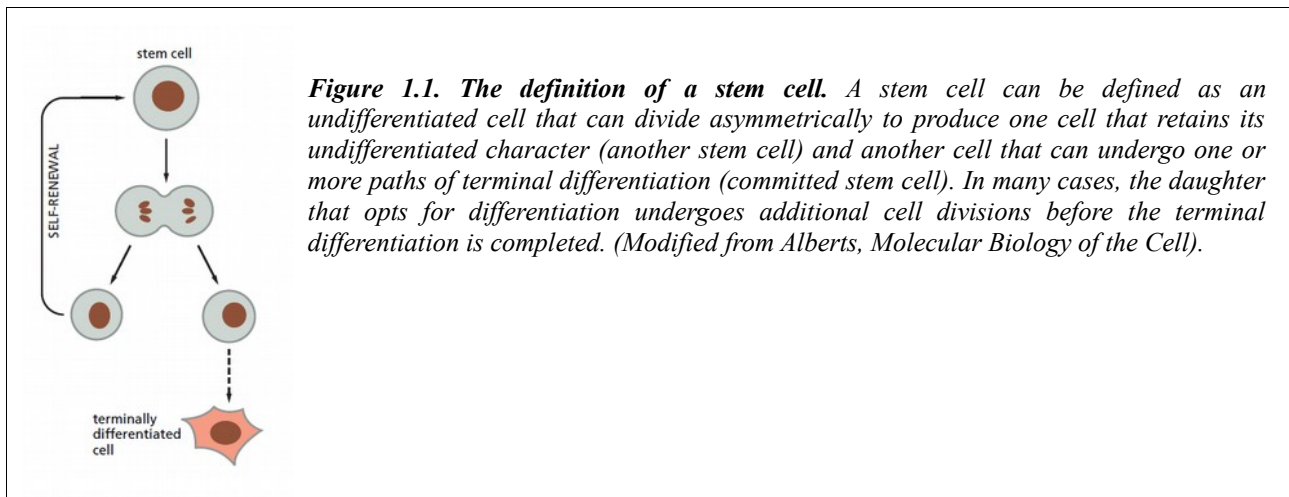 stem cell
SELF-RENEWAL
terminally
differentiated
cell
Figure 1.1. The definition of a stem cell. A stem cell can be defined as an
undifferentiated cell that can divide asymmetrically to produce one cell that retains its
undifferentiated character (another stem cell) and another cell that can undergo one or
more paths of terminal differentiation (committed stem cell). In many cases, the daughter
that opts for differentiation undergoes additional cell divisions before the terminal
differentiation is completed. (Modified from Alberts, Molecular Biology of the Cell).